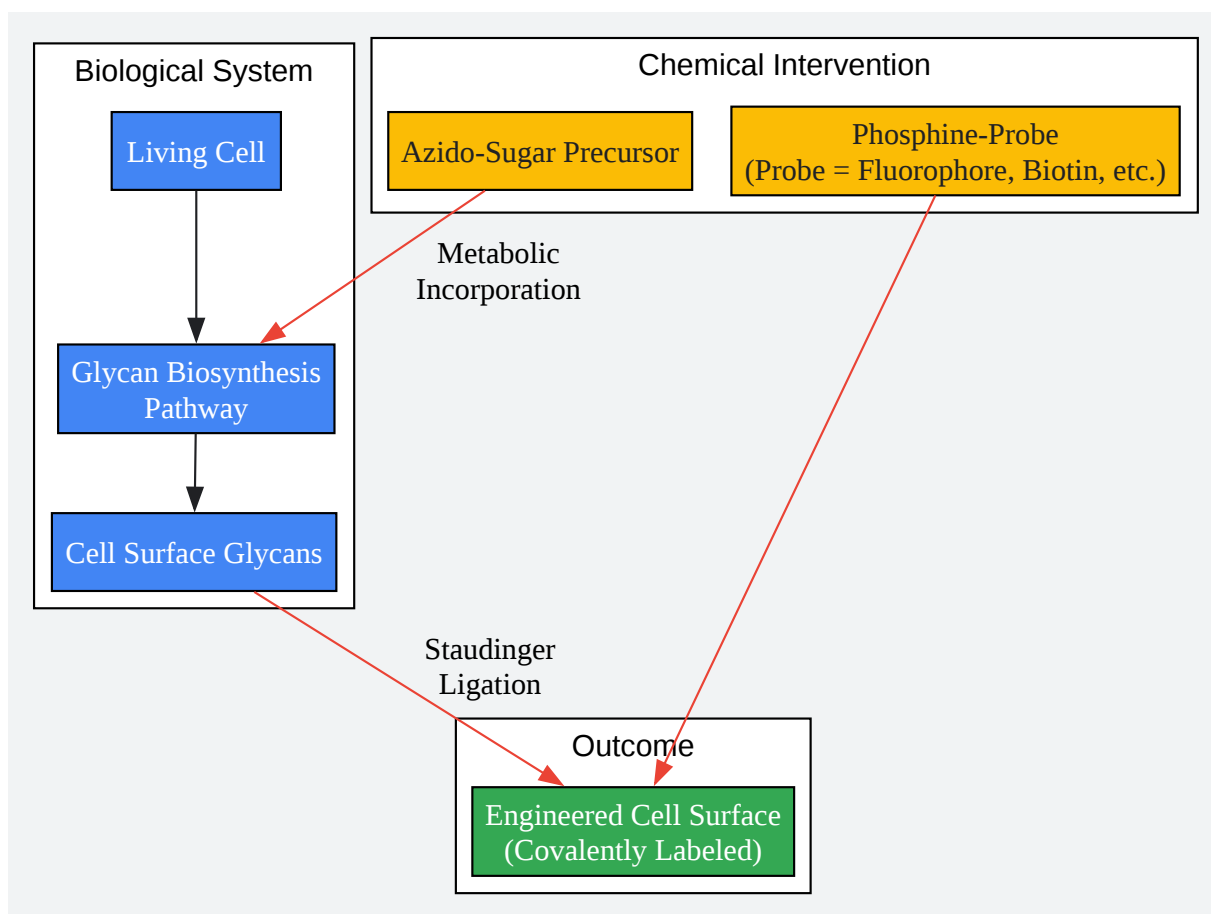 Biological System
Living Cell
Glycan Biosynthesis
Pathway
Cell Surface Glycans
Chemical Intervention
Azido-Sugar Precursor
Phosphine-Probe
(Probe = Fluorophore, Biotin, etc.)
Metabolic
Incorporation
Staudinger
Ligation
Outcome
Engineered Cell Surface
(Covalently Labeled)